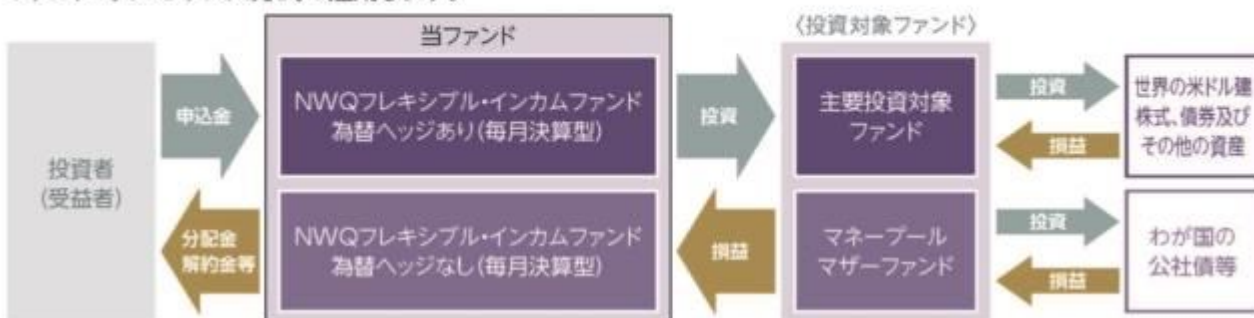 〈投資対象ファンド〉
当ファンド
投資者
(受益者)
申込金
分配金
解約金等
NWQフレキシブル・インカムファンド
為替ヘッジあり(毎月決算型)
NWQフレキシブル・インカムファンド
為替ヘッジなし(毎月決算型)
投資
損益
主要投資対象
ファンド
マネープール
マザーファンド
投資
損益
投資
損益
世界の米ドル建
株式、債券及び
その他の資産
わが国の
公社債等